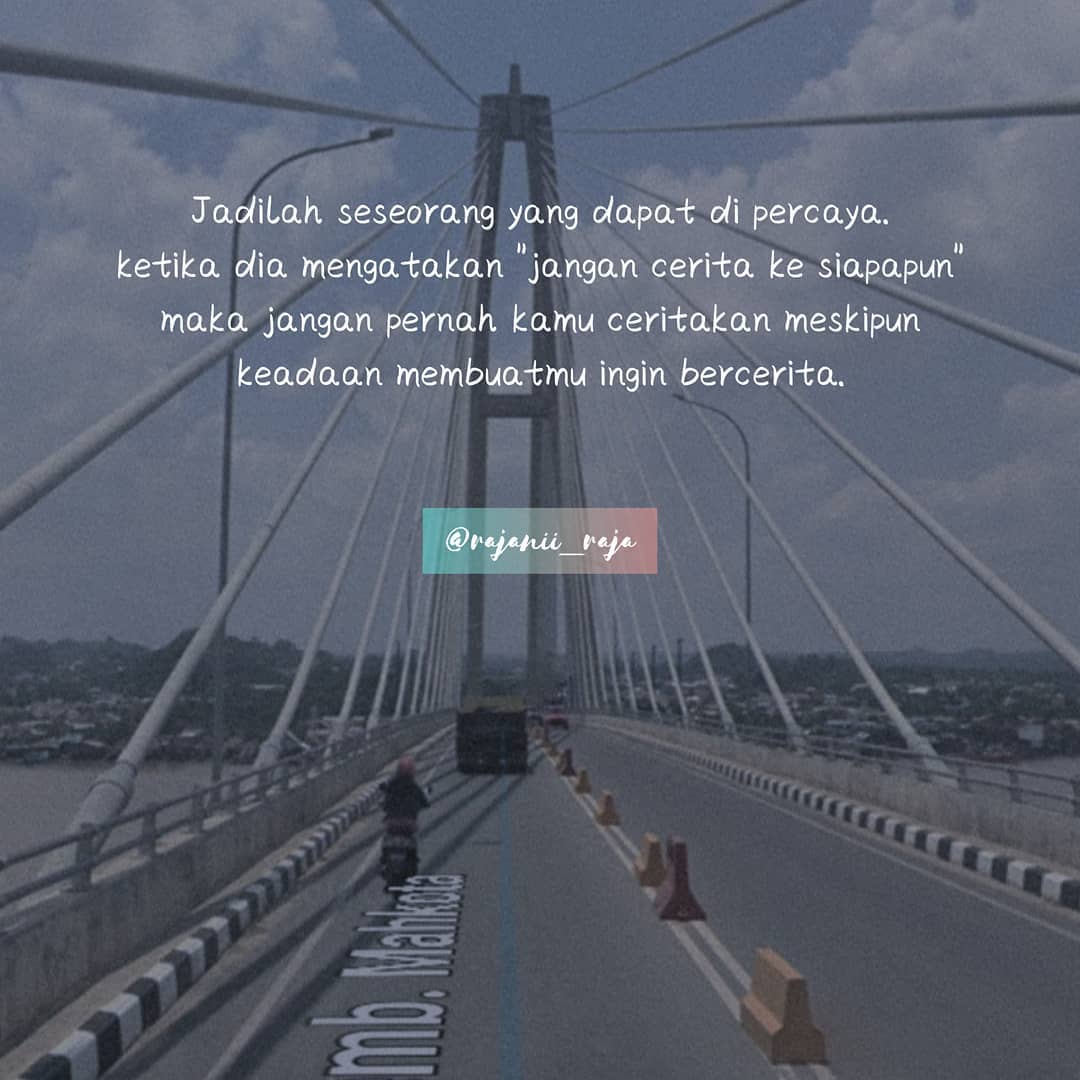 Jadilah seseorang yang dapat di percaya.
ketika dia mengatakan "jangan cerita ke siapapun"
maka jangan pernah kamu ceritakan meskipun
keadaan membuatmu ingin bercerita.
@rajanii_raja
mb. Mahkota